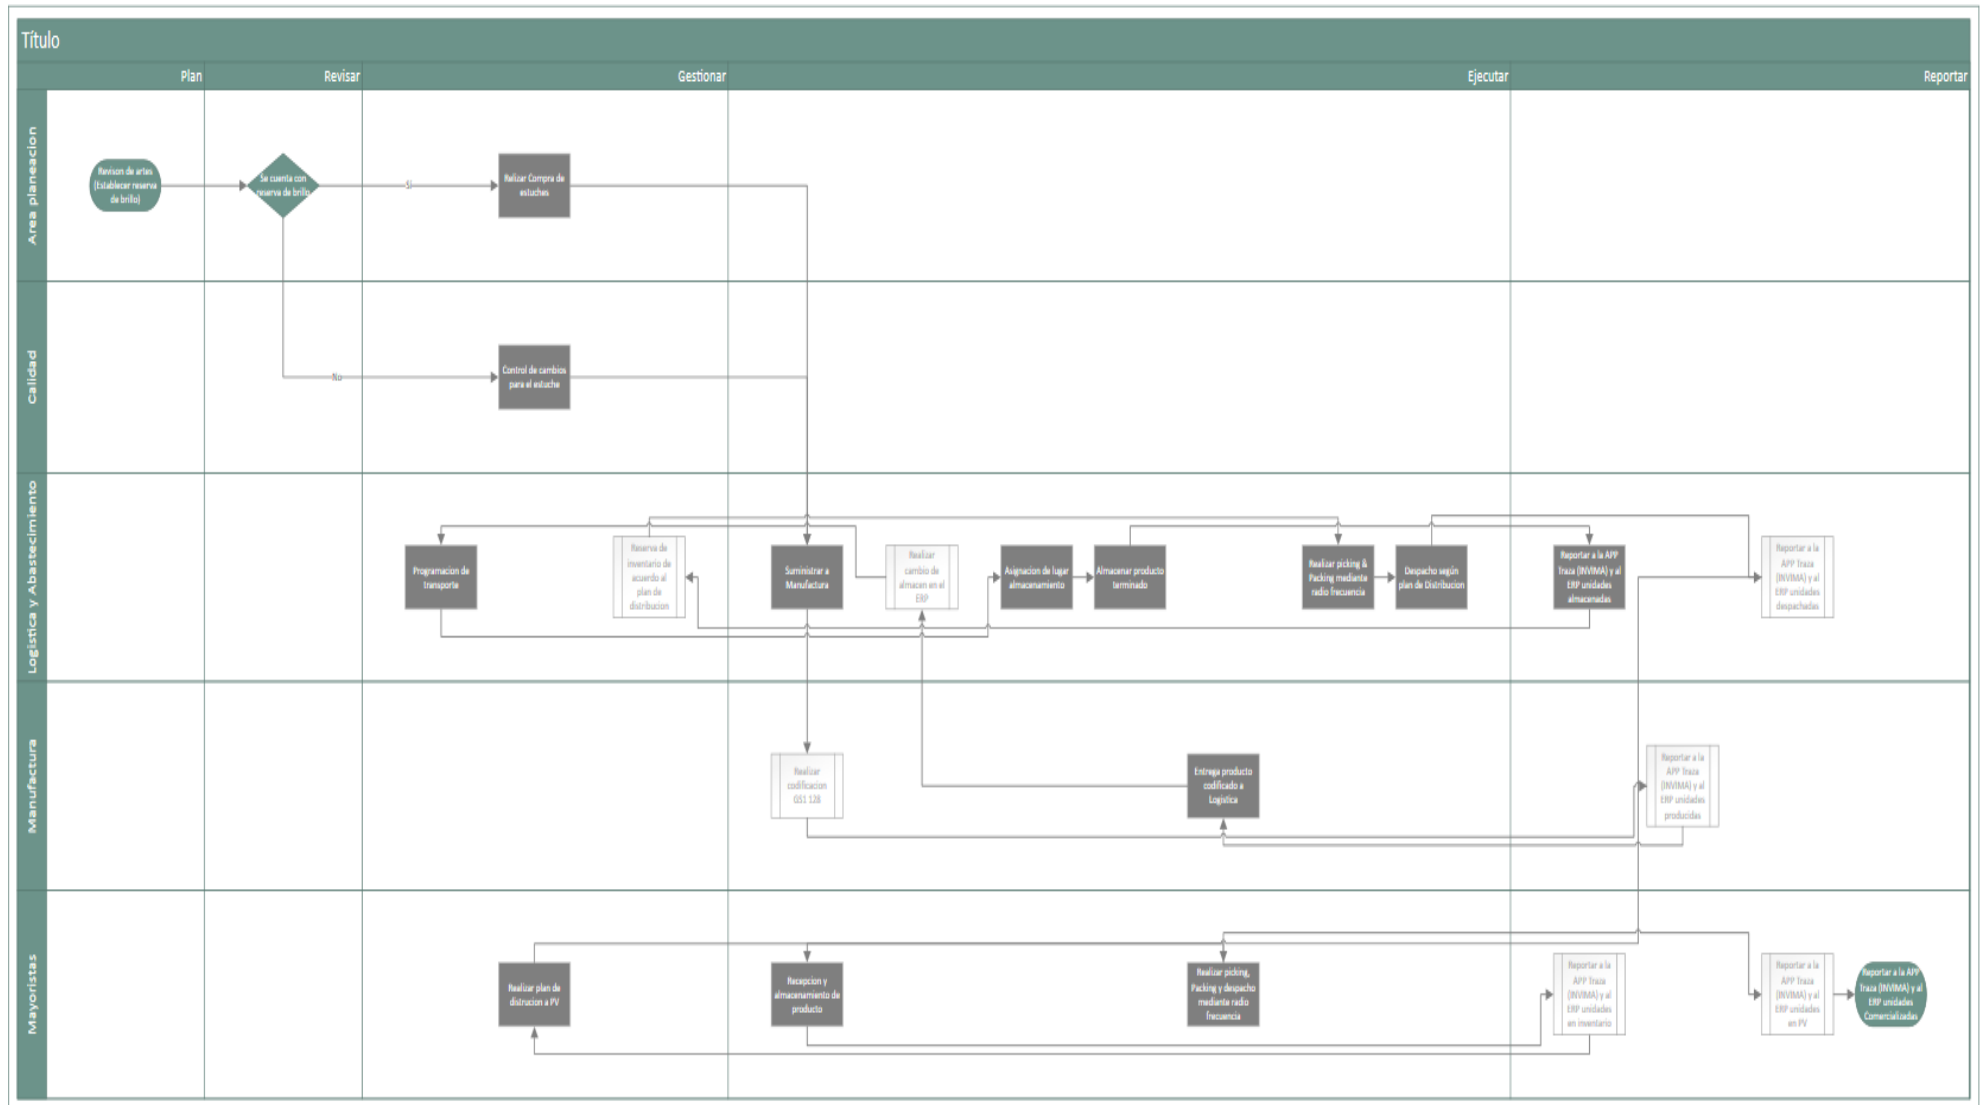 Título
Plan
Revisar
Gestionar
Ejecutar
Reportar
Area planeacion
Revison de artes
(Establecer reserva
de brillo)
Se cuenta con
reserva de brillo
Si
Relizar Compra de
estuches
Calidad
No
Control de cambios
para el estuche
Logistica y Abastecimiento
Programacion de
transporte
Reserva de
inventario de
acuerdo al
plan de
distribucion
Suministrar a
Manufactura
Realizar
cambio de
almacen en el
ERP
Asignacion de lugar
almacenamiento
Almacenar producto
terminado
Realizar picking &
Packing mediante
radio frecuencia
Despacho según
plan de Distribucion
Reportar a la APP
Traza (INVIMA) y al
ERP unidades
almacenadas
Reportar a la
APP Traza
(INVIMA) y al
ERP unidades
despachadas
Manufactura
Realizar
codificacion
GS1 128
Entrega producto
codificado a
Logistica
Reportar a la
APP Traza
(INVIMA) y al
ERP unidades
producidas
Mayoristas
Realizar plan de
distrucion a PV
Recepcion y
almacenamiento de
producto
Realizar picking,
Packing y despacho
mediante radio
frecuencia
Reportar a la
APP Traza
(INVIMA) y al
ERP unidades
en inventario
Reportar a la
APP Traza
(INVIMA) y al
ERP unidades
en PV
Reportar a la APP
Traza (INVIMA) y al
ERP unidades
Comercializadas